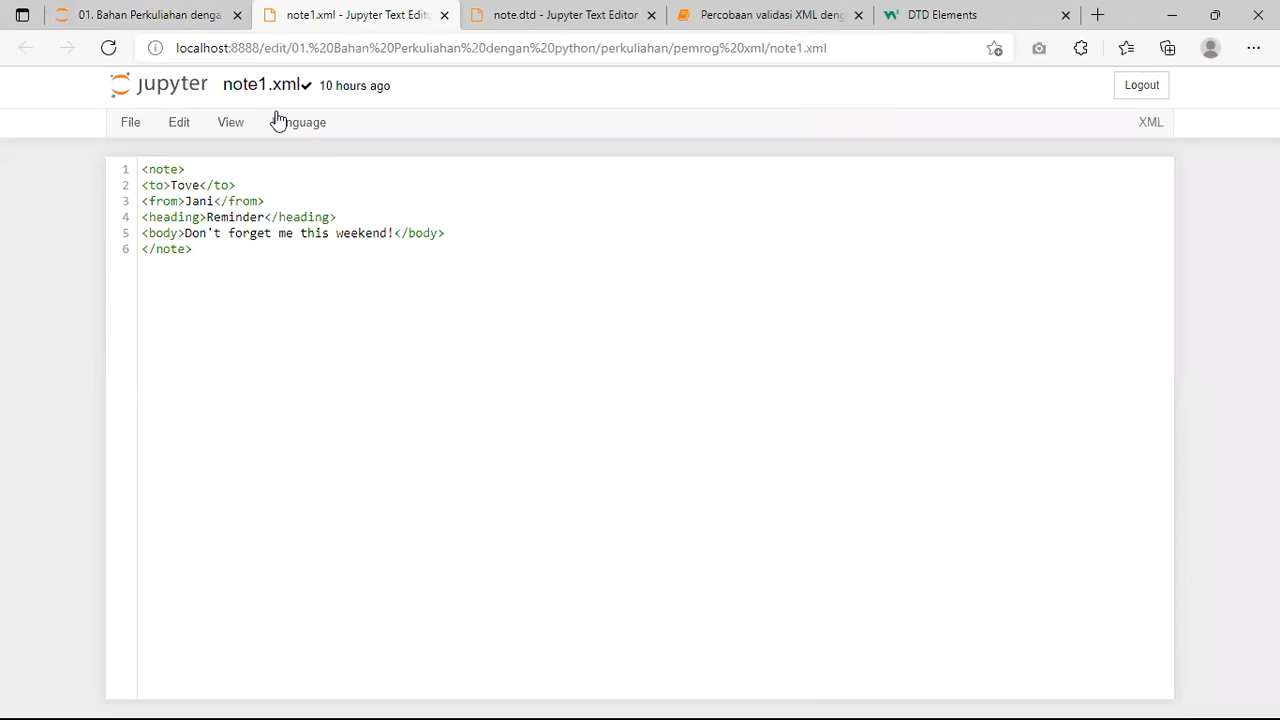 01. Bahan Perkuliahan denga
note1.xml - Jupyter Text Edit
note.dtd - Jupyter Text Editor
Percobaan validasi XML deng
DTD Elements
localhost:8888/edit/01.%20Bahan%20Perkuliahan%20dengan%20python/perkuliahan/pemrog%20xml/note1.xml
jupyter note1.xml 10 hours ago
Logout
File Edit View Language
XML
1 <note>
2 <to>Tove</to>
3 <from>Jani</from>
4 <heading>Reminder</heading>
5 <body>Don't forget me this weekend!</body>
6 </note>